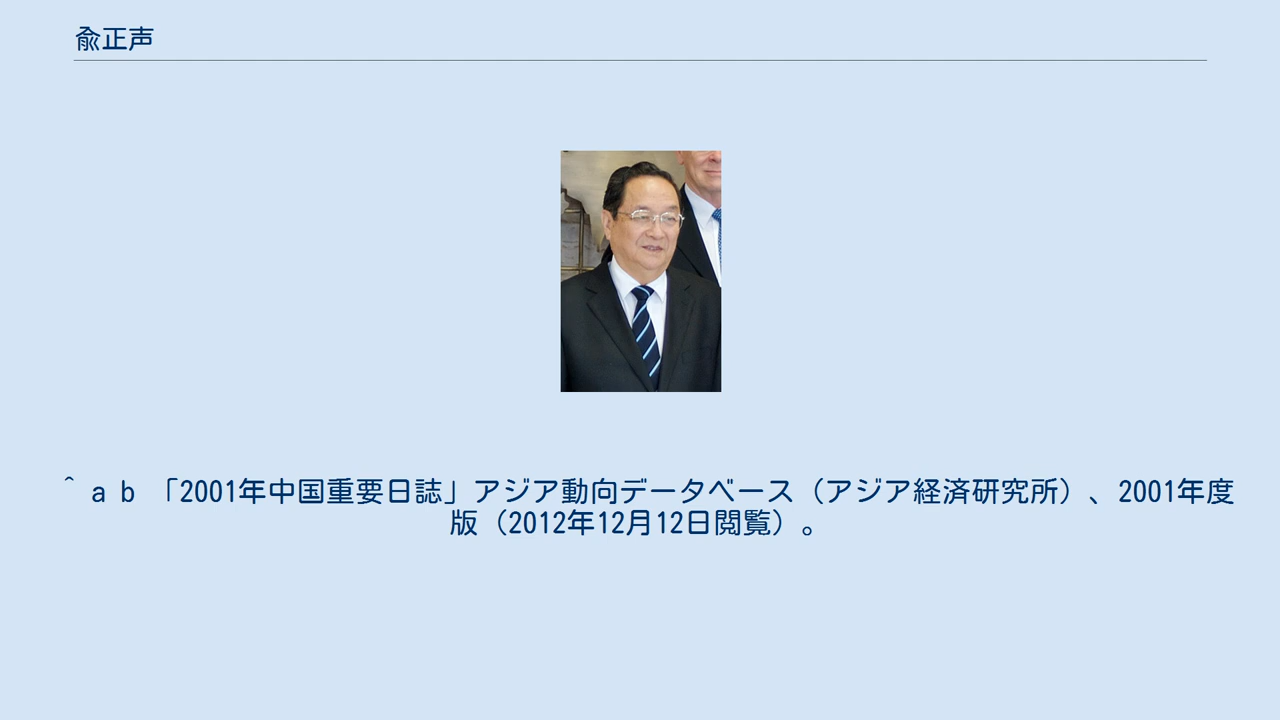 兪正声
^ a b 「2001年中国重要日誌」アジア動向データベース（アジア経済研究所）、2001年度
版（2012年12月12日閲覧）。